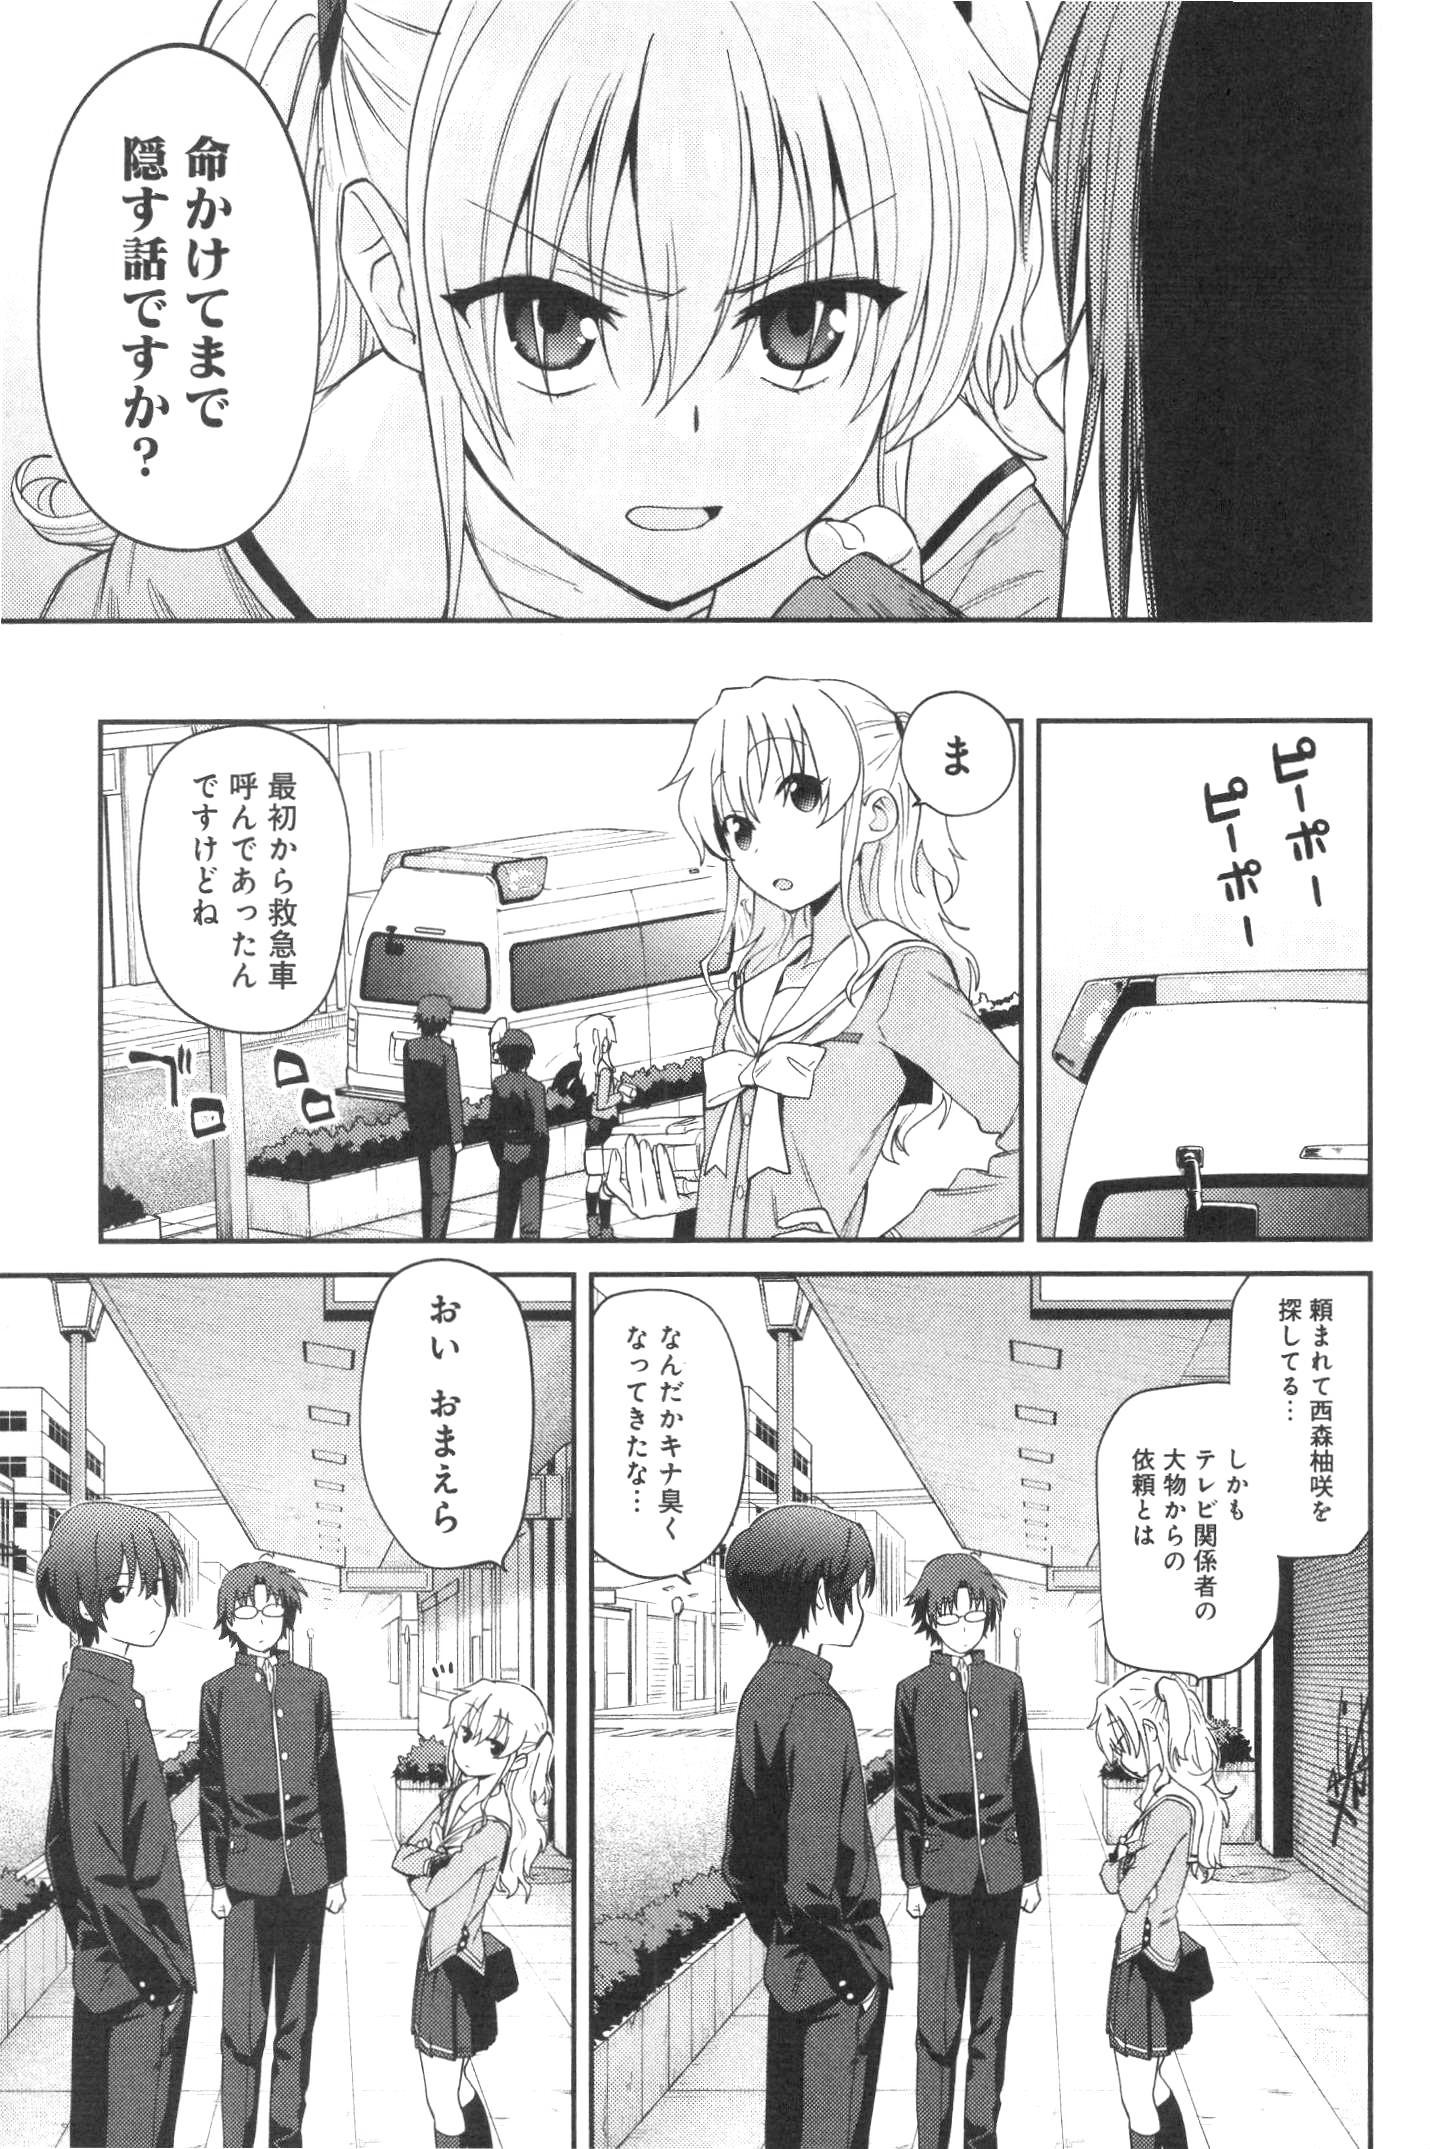 命かけてまで
隠す話ですか？
ピーポー
ピーポー
ま
最初から救急車
呼んであったん
ですけどね
ブロロロ
頼まれて西森柚咲を
探してる…
しかも
テレビ関係者の
大物からの
依頼とは
なんだかキナ臭く
なってきたな…
おい おまえら